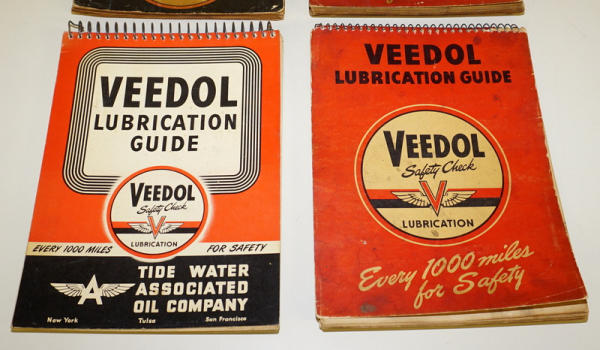 VEEDOL
LUBRICATION
GUIDE
VEEDOL
Safety Check
V
LUBRICATION
EVERY 1000 MILES FOR SAFETY
A
TIDE WATER
ASSOCIATED
OIL COMPANY
New York Tulsa San Francisco
VEEDOL
LUBRICATION GUIDE
VEEDOL
Safety Check
V
LUBRICATION
Every 1000 miles
for Safety